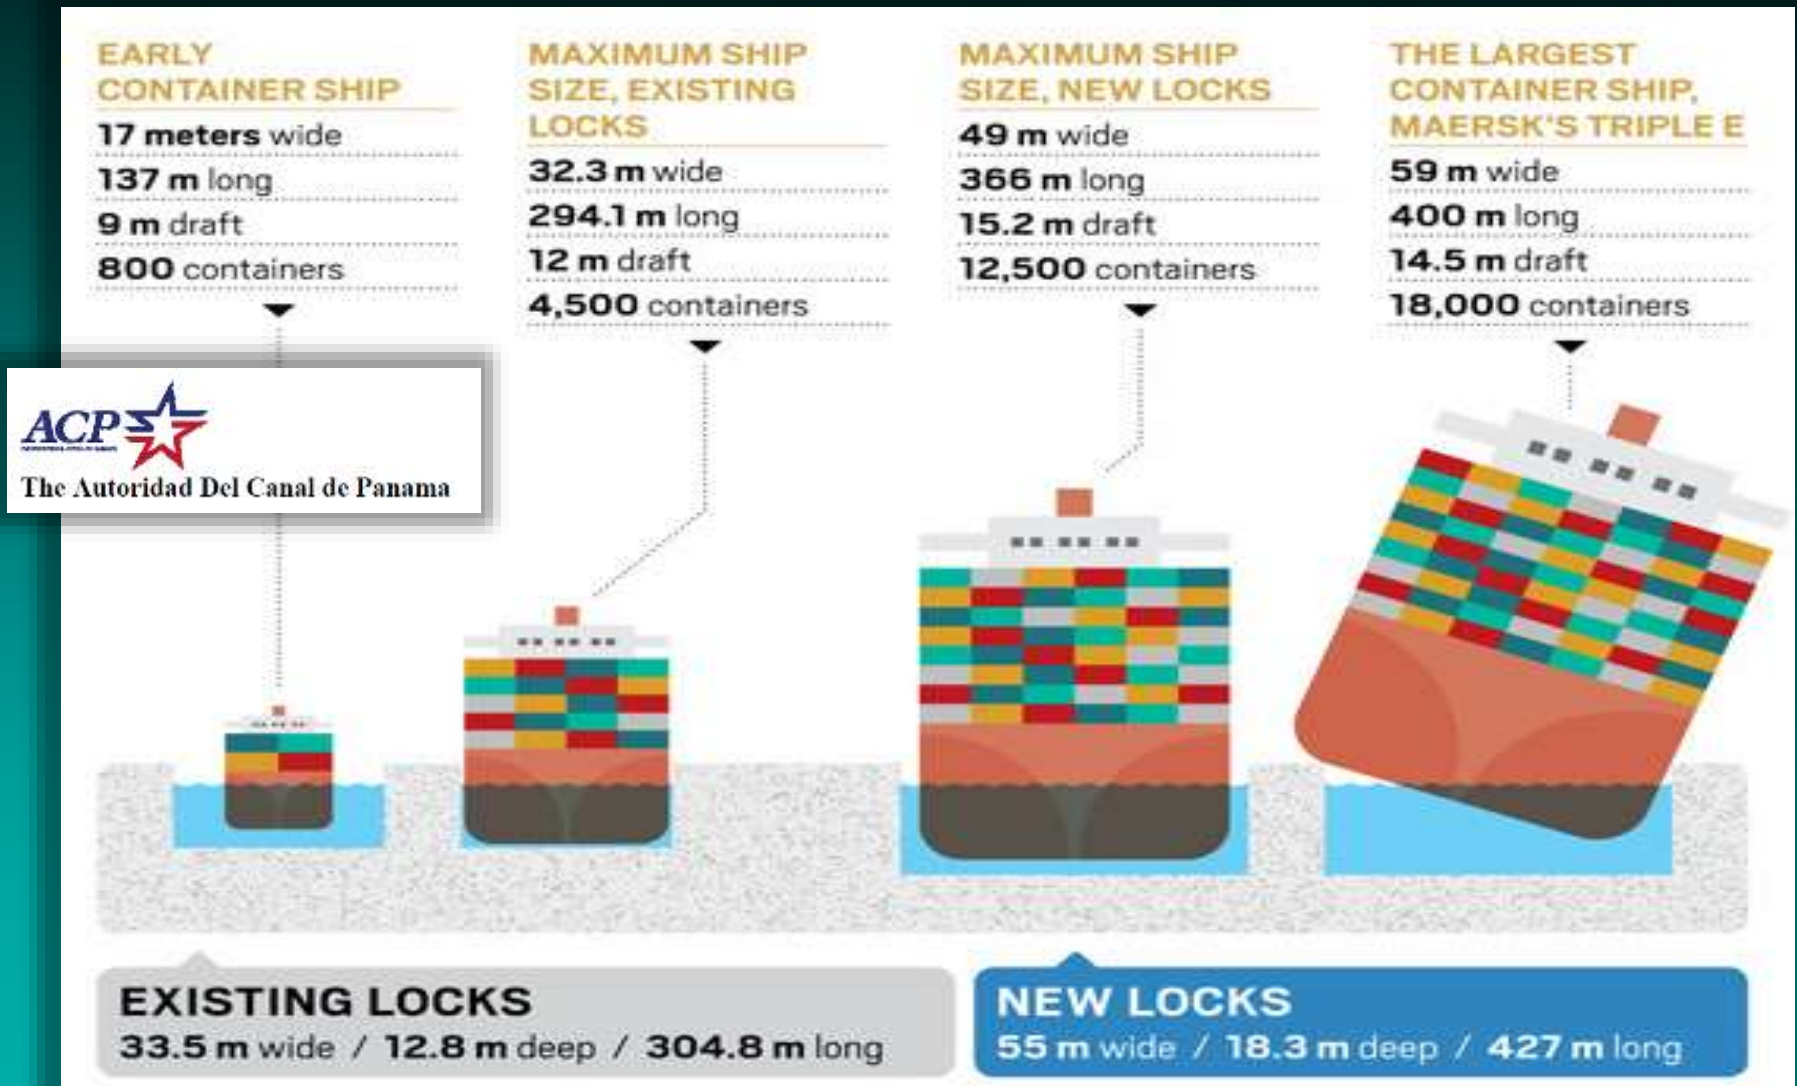 EARLY
CONTAINER SHIP
17 meters wide
137 m long
9 m draft
800 containers
MAXIMUM SHIP
SIZE, EXISTING
LOCKS
32.3 m wide
294.1 m long
12 m draft
4,500 containers
MAXIMUM SHIP
SIZE, NEW LOCKS
49 m wide
366 m long
15.2 m draft
12,500 containers
THE LARGEST
CONTAINER SHIP,
MAERSK'S TRIPLE E
59 m wide
400 m long
14.5 m draft
18,000 containers
ACP
The Autoridad Del Canal de Panama
EXISTING LOCKS
33.5 m wide / 12.8 m deep / 304.8 m long
NEW LOCKS
55 m wide / 18.3 m deep / 427 m long